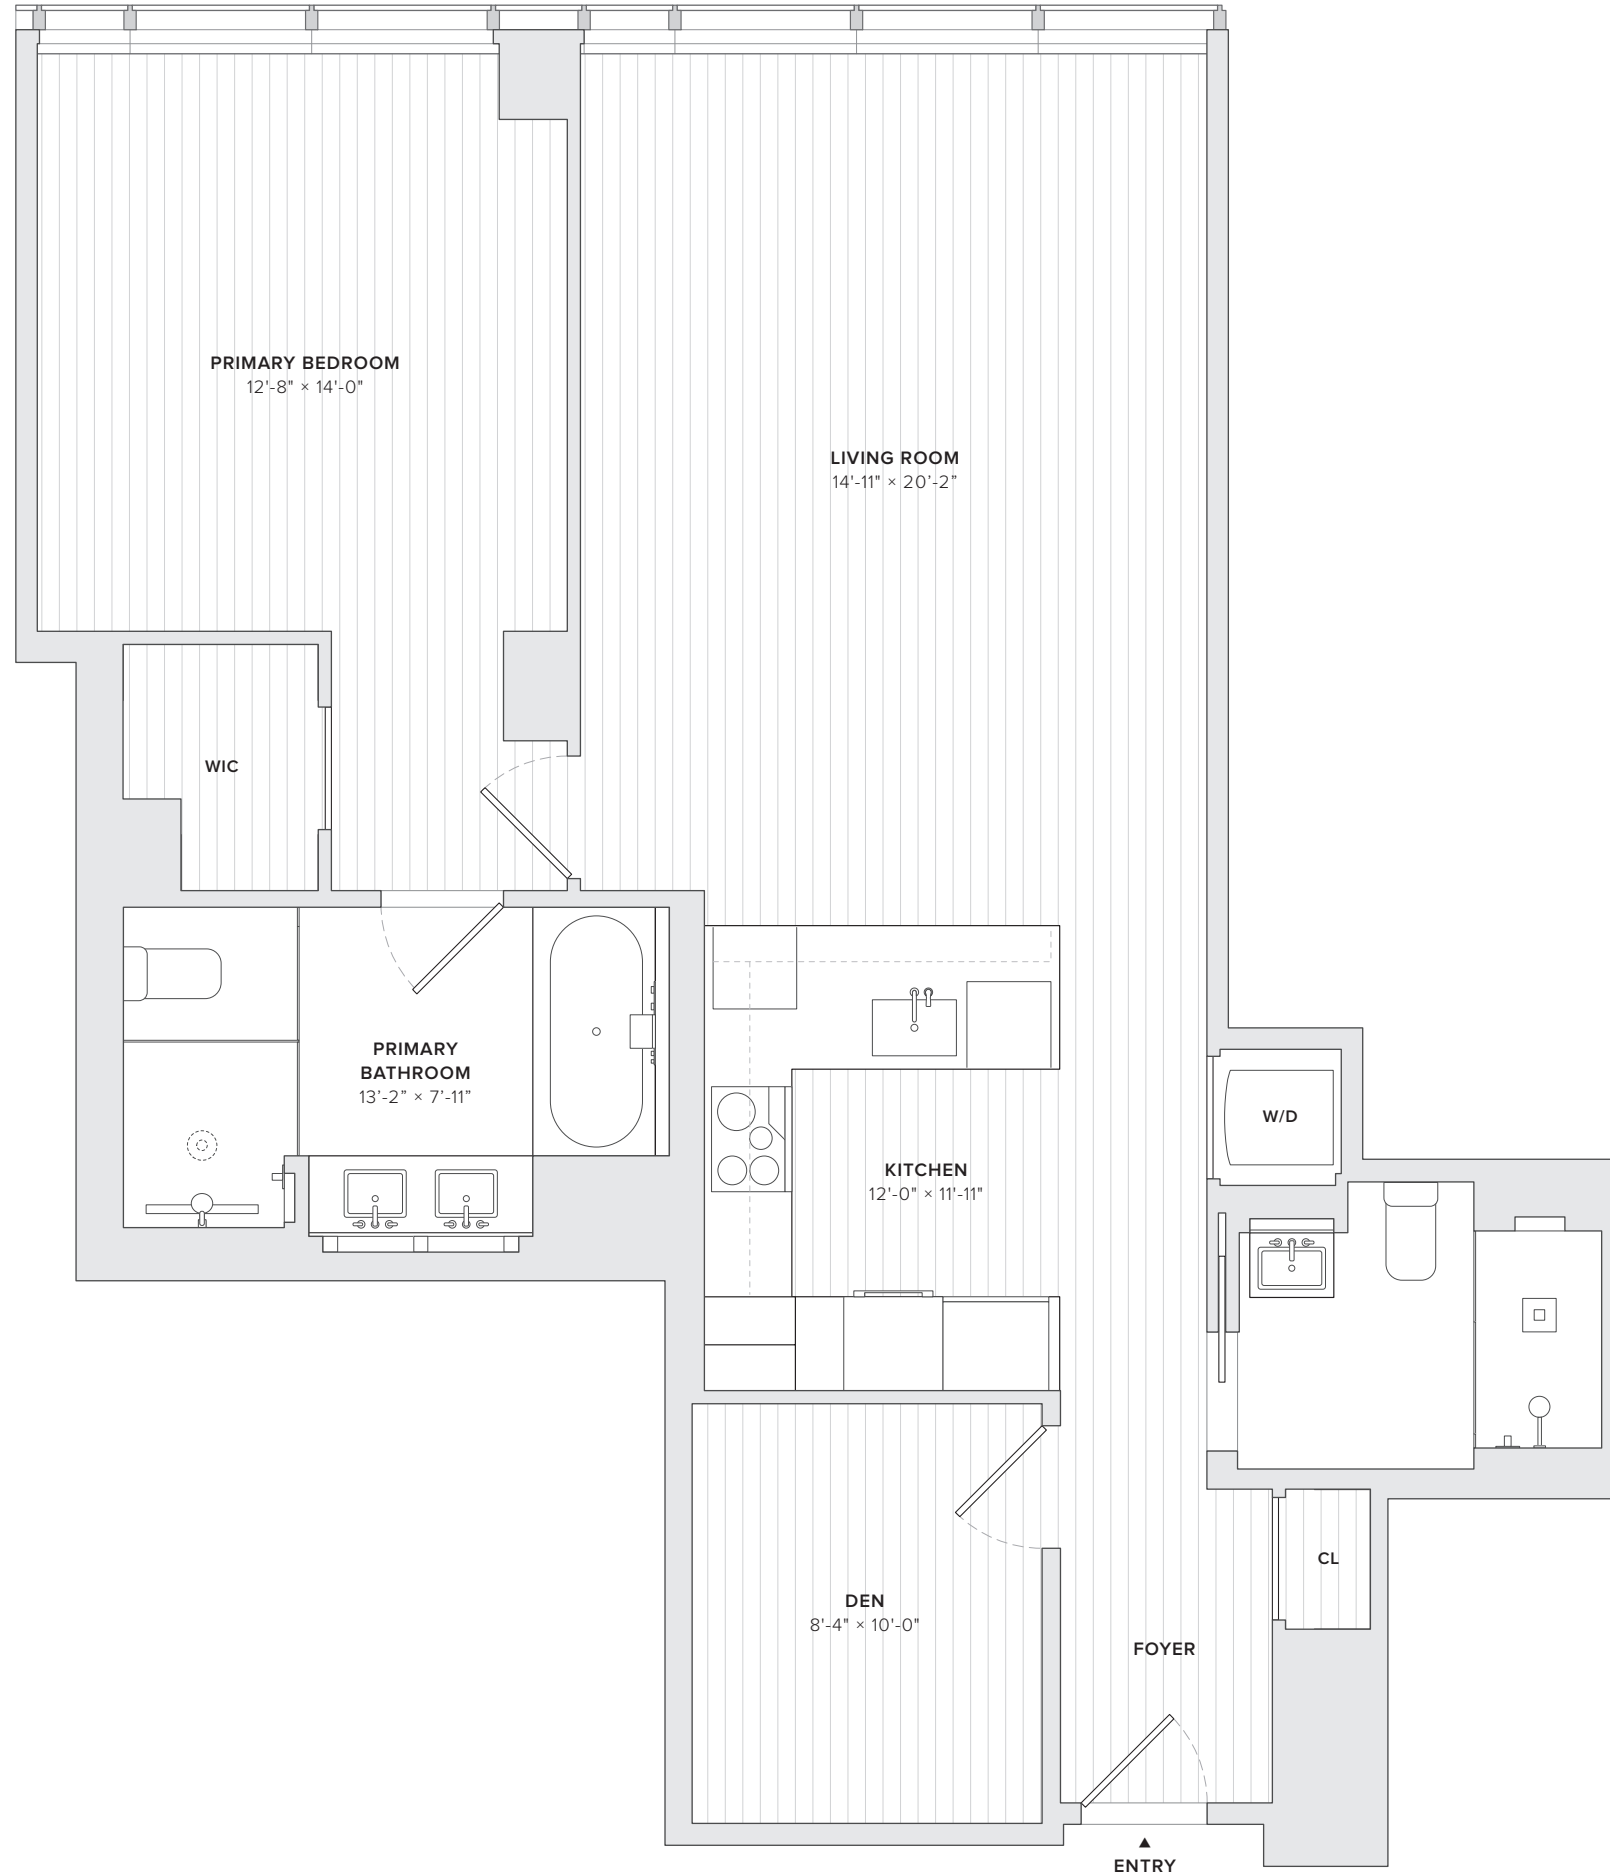 PRIMARY BEDROOM
12'-8" × 14'-0"
LIVING ROOM
14'-11" × 20'-2”
WIC
PRIMARY
BATHROOM
13'-2” × 7'-11”
W/D
KITCHEN
12'-0" × 11'-11"
CL
DEN
8'-4" × 10'-0"
FOYER
▲
ENTRY